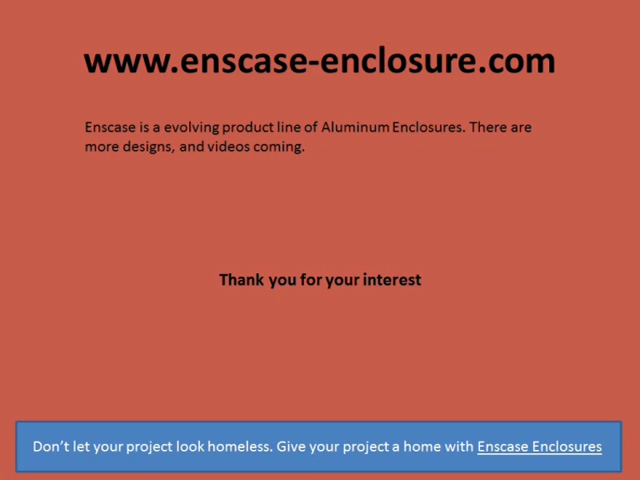 www.enscase-enclosure.com
Enscase is a evolving product line of Aluminum Enclosures. There are
more designs, and videos coming.
Thank you for your interest
Don't let your project look homeless. Give your project a home with Enscase Enclosures